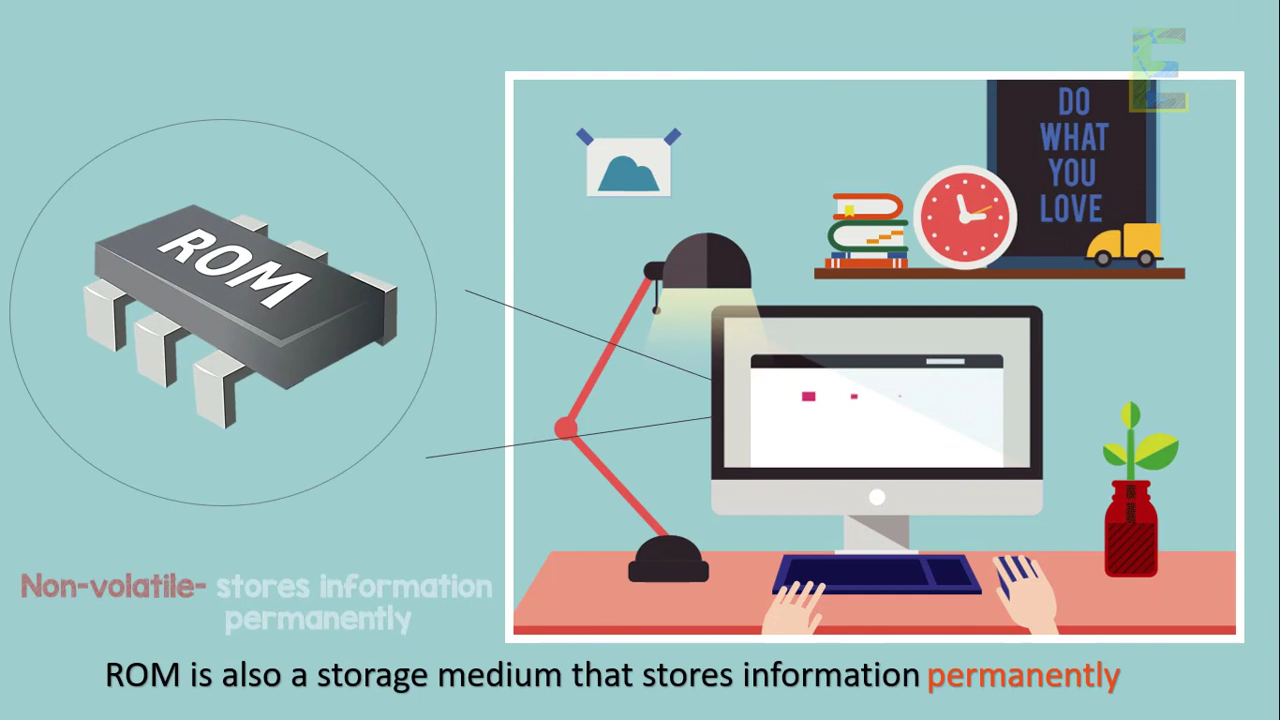 E
DO
WHAT
YOU
LOVE
ROM
Non-volatile- stores information
permanently
ROM is also a storage medium that stores information permanently